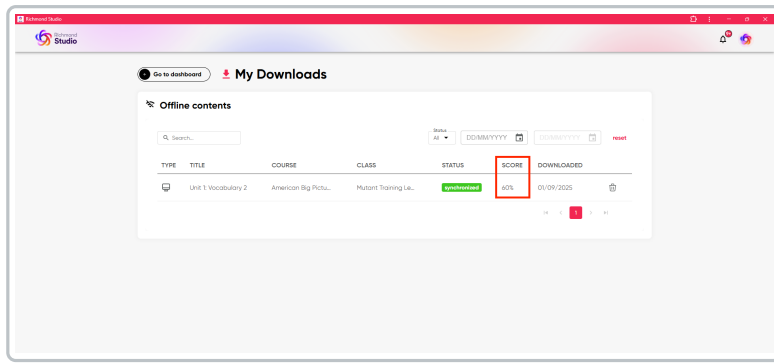 Richmond Studio
Richmond
Studio
9+
Go to dashboard
My Downloads
Offline contents
Search...
Status
All
DD/MM/YYYY
DD/MM/YYYY
reset
TYPE TITLE COURSE CLASS STATUS SCORE DOWNLOADED
Unit 1: Vocabulary 2 American Big Pictu... Mutant Training Le... synchronized 60% 01/09/2025
1